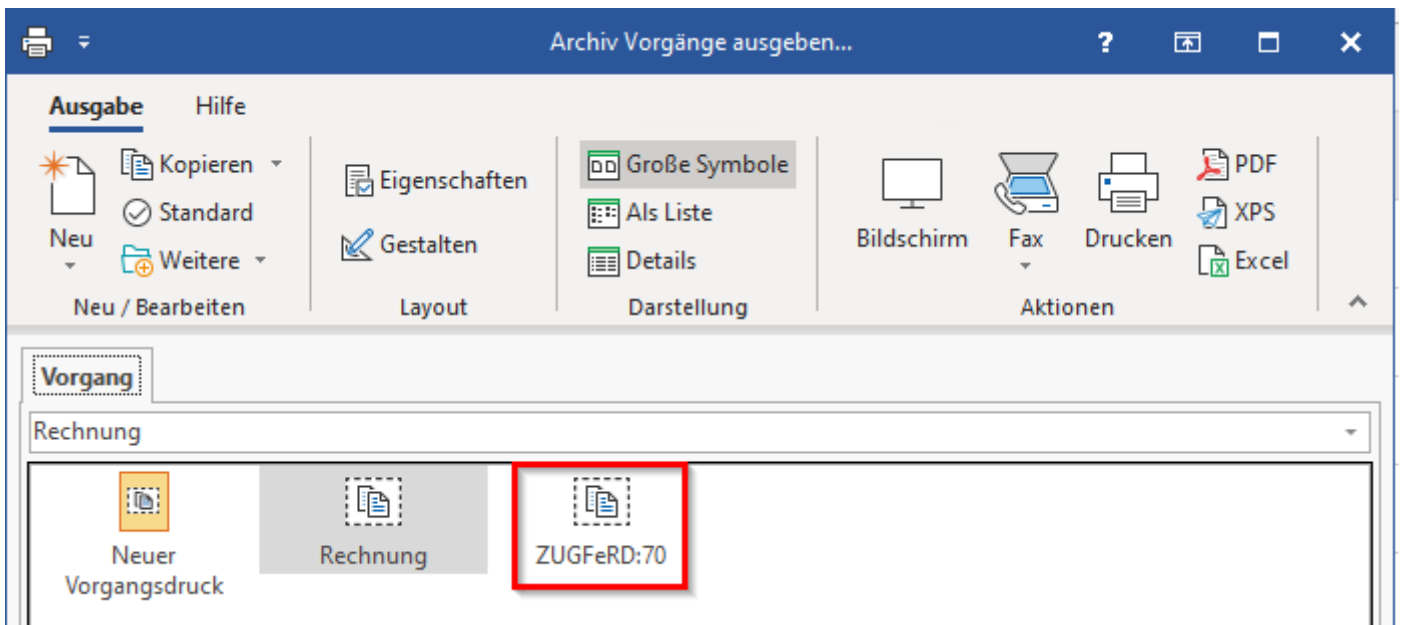 Archiv Vorgänge ausgeben...
?
Ausgabe Hilfe
Neu
Kopieren
Standard
Weitere
Neu / Bearbeiten
Eigenschaften
Gestalten
Layout
Große Symbole
Als Liste
Details
Darstellung
Bildschirm
Fax
Drucken
PDF
XPS
Excel
Aktionen
Vorgang
Rechnung
Neuer
Vorgangsdruck
Rechnung
ZUGFeRD:70